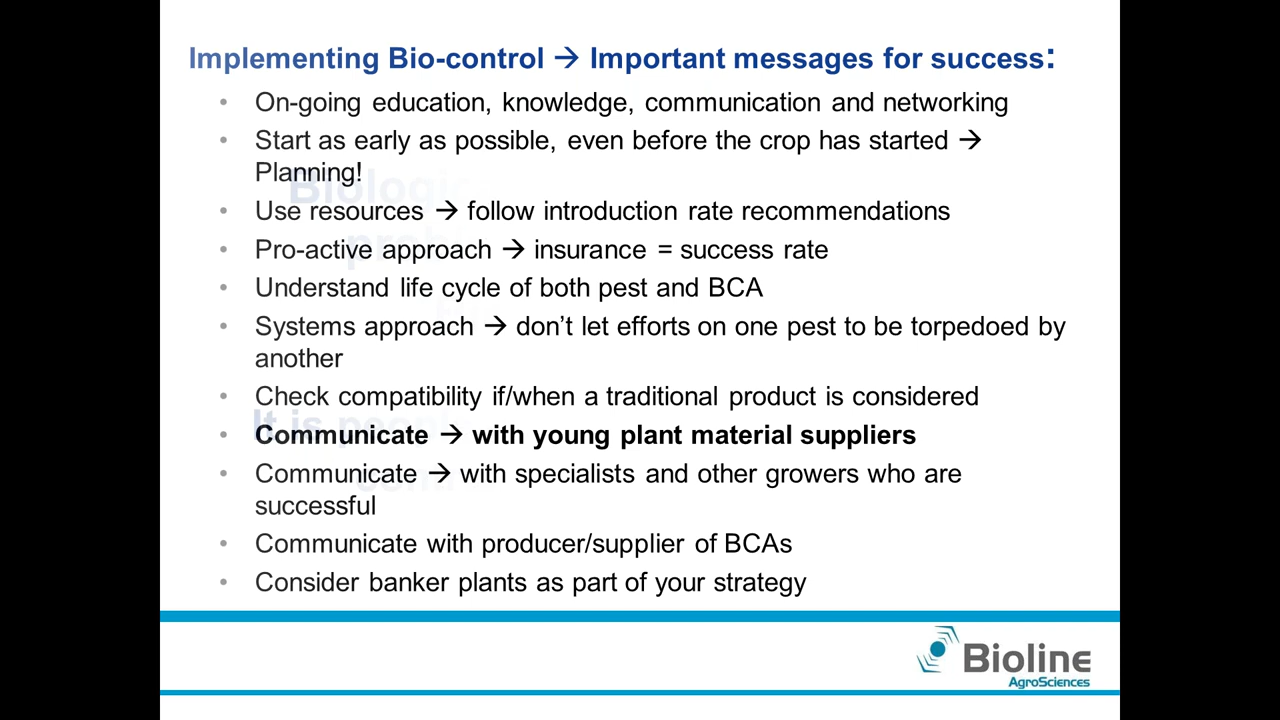 Implementing Bio-control → Important messages for success:
• On-going education, knowledge, communication and networking
• Start as early as possible, even before the crop has started →
Planning!
• Use resources → follow introduction rate recommendations
• Pro-active approach → insurance = success rate
• Understand life cycle of both pest and BCA
• Systems approach → don’t let efforts on one pest to be torpedoed by
another
• Check compatibility if/when a traditional product is considered
• Communicate → with young plant material suppliers
• Communicate → with specialists and other growers who are
successful
• Communicate with producer/supplier of BCAs
• Consider banker plants as part of your strategy
Bioline
AgroSciences